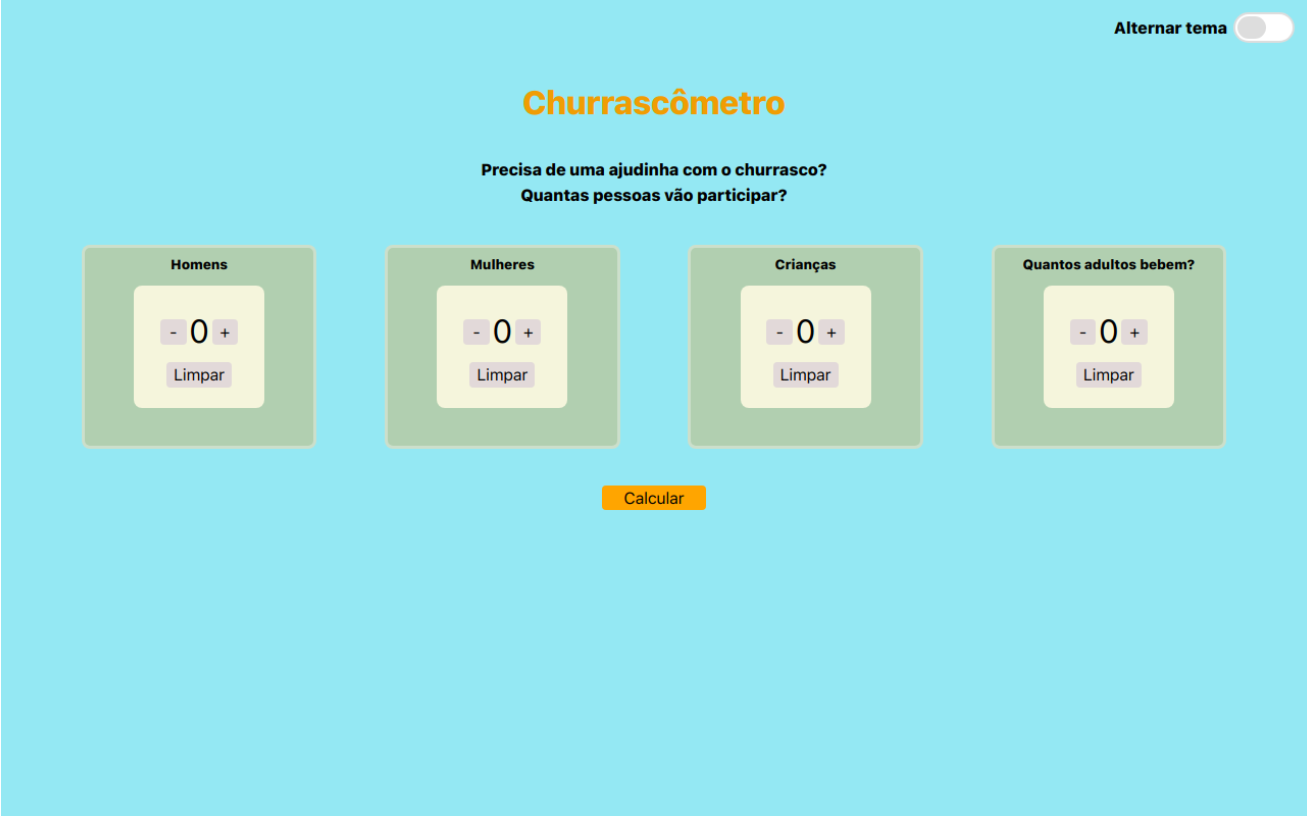 Alternar tema
Churrascômetro
Precisa de uma ajudinha com o churrasco?
Quantas pessoas vão participar?
Homens
- 0 +
Limpar
Mulheres
- 0 +
Limpar
Crianças
- 0 +
Limpar
Quantos adultos bebem?
- 0 +
Limpar
Calcular